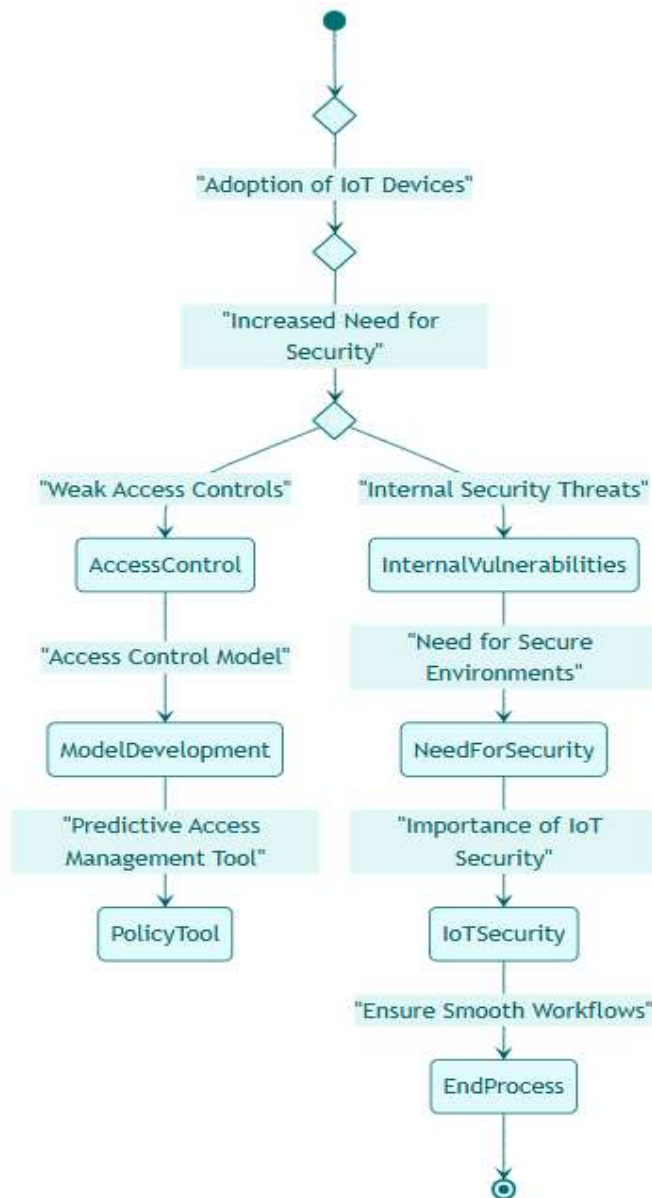 "Adoption of IoT Devices"
"Increased Need for
Security"
"Weak Access Controls"
"Internal Security Threats"
AccessControl
InternalVulnerabilities
"Access Control Model"
"Need for Secure
Environments"
ModelDevelopment
NeedForSecurity
"Predictive Access
Management Tool"
"Importance of IoT
Security"
PolicyTool
IoTSecurity
"Ensure Smooth Workflows"
EndProcess